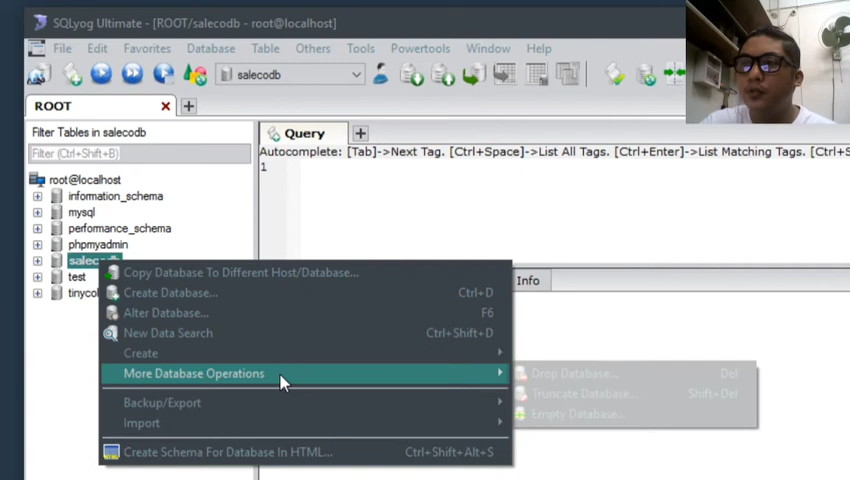 SQLyog Ultimate - [ROOT/salecodb - root@localhost]
File Edit Favorites Database Table Others Tools Powertools Window Help
salecodb
ROOT
Filter Tables in salecodb
Filter (Ctrl+Shift+B)
root@localhost
information_schema
mysql
performance_schema
phpmyadmin
salecodb
test
tinycol
Query
Autocomplete: [Tab]->Next Tag. [Ctrl+Space]->List All Tags. [Ctrl+Enter]->List Matching Tags. [Ctrl+S
1
Info
Copy Database To Different Host/Database...
Create Database... Ctrl+D
Alter Database... F6
New Data Search Ctrl+Shift+D
Create
More Database Operations
Backup/Export
Import
Create Schema For Database In HTML... Ctrl+Shift+Alt+S
Drop Database... Del
Truncate Database... Shift+Del
Empty Database...